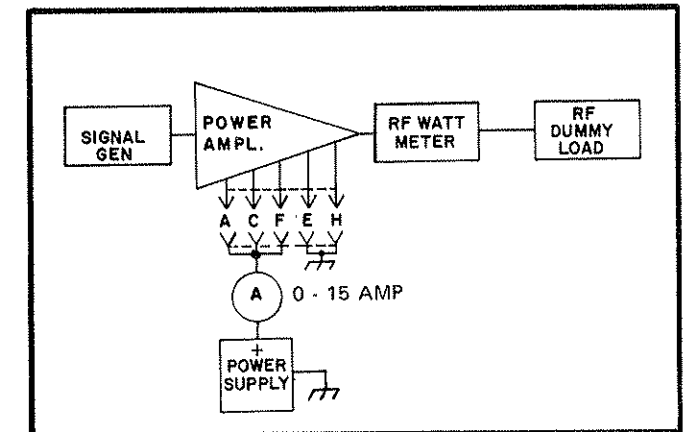 SIGNAL
GEN
POWER
AMPL.
RF WATT
METER
RF
DUMMY
LOAD
A C F E H
A 0 - 15 AMP
+
POWER
SUPPLY